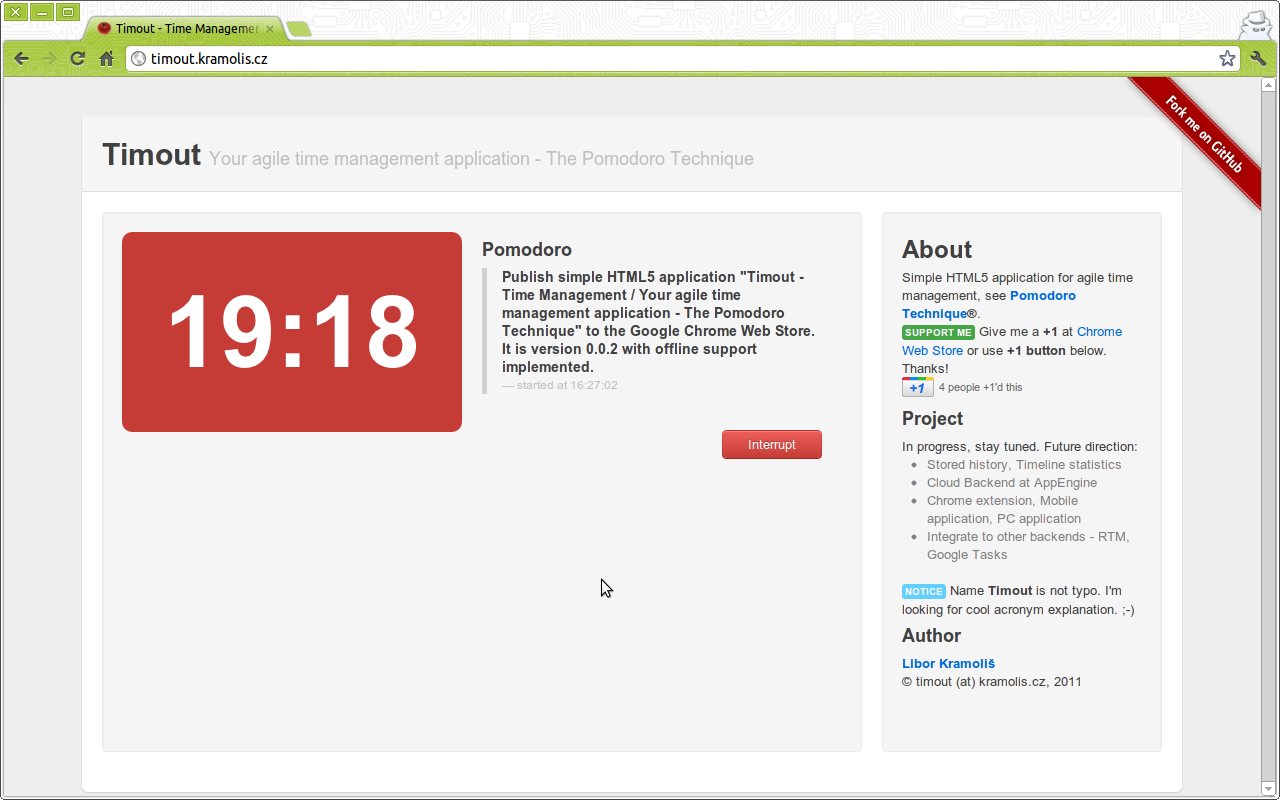 Timout - Time Managemen
timout.kramolis.cz
Fork me on GitHub
Timout Your agile time management application - The Pomodoro Technique
19:18
Pomodoro
Publish simple HTML5 application "Timout -
Time Management / Your agile time
management application - The Pomodoro
Technique" to the Google Chrome Web Store.
It is version 0.0.2 with offline support
implemented.
— started at 16:27:02
Interrupt
About
Simple HTML5 application for agile time
management, see Pomodoro
Technique®.
SUPPORT ME Give me a +1 at Chrome
Web Store or use +1 button below.
Thanks!
+1 4 people +1'd this
Project
In progress, stay tuned. Future direction:
• Stored history, Timeline statistics
• Cloud Backend at AppEngine
• Chrome extension, Mobile
application, PC application
• Integrate to other backends - RTM,
Google Tasks
NOTICE Name Timout is not typo. I'm
looking for cool acronym explanation. ;-)
Author
Libor Kramoliš
© timout (at) kramolis.cz, 2011